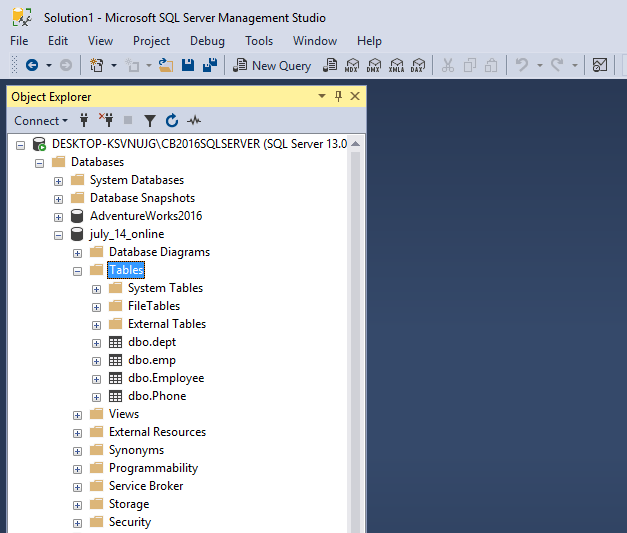 Solution1 - Microsoft SQL Server Management Studio
File Edit View Project Debug Tools Window Help
New Query MDX DMX XMLA DAX
Object Explorer
Connect
DESKTOP-KSVNUJG\CB2016SQLSERVER (SQL Server 13.0
Databases
System Databases
Database Snapshots
AdventureWorks2016
july_14_online
Database Diagrams
Tables
System Tables
FileTables
External Tables
dbo.dept
dbo.emp
dbo.Employee
dbo.Phone
Views
External Resources
Synonyms
Programmability
Service Broker
Storage
Security